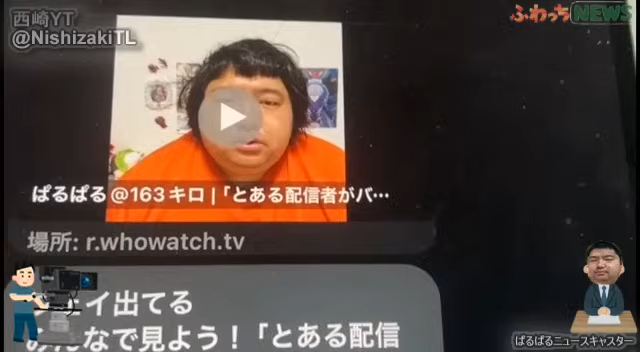 西崎YT
@NishizakiTL
ふわっちNEWS
ぱるぱる@163キロ|「とある配信者がバ…
場所: r.whowatch.tv
イ出てる
んなで見よう!「とある配信
ぱるぱるニュースキャスター